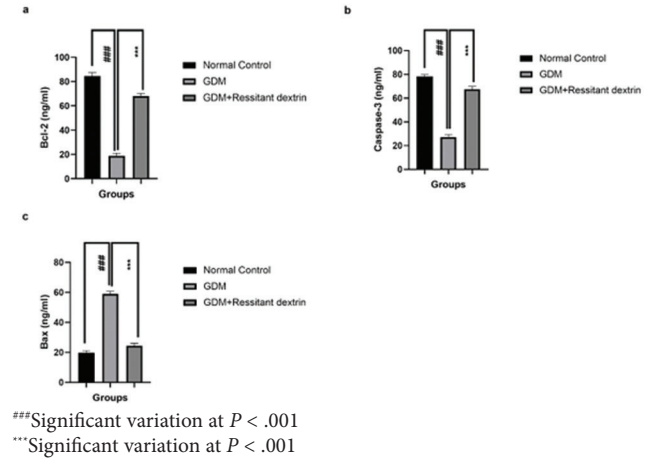 a
###
***
80
60
40
20
0
Bcl-2 (ng/ml)
Groups
Normal Control
GDM
GDM+Ressitant dextrin
b
###
***
100
80
60
40
20
0
Caspase-3 (ng/ml)
Groups
Normal Control
GDM
GDM+Ressitant dextrin
c
###
***
80
60
40
20
0
Bax (ng/ml)
Groups
Normal Control
GDM
GDM+Ressitant dextrin
###Significant variation at P < .001
***Significant variation at P < .001